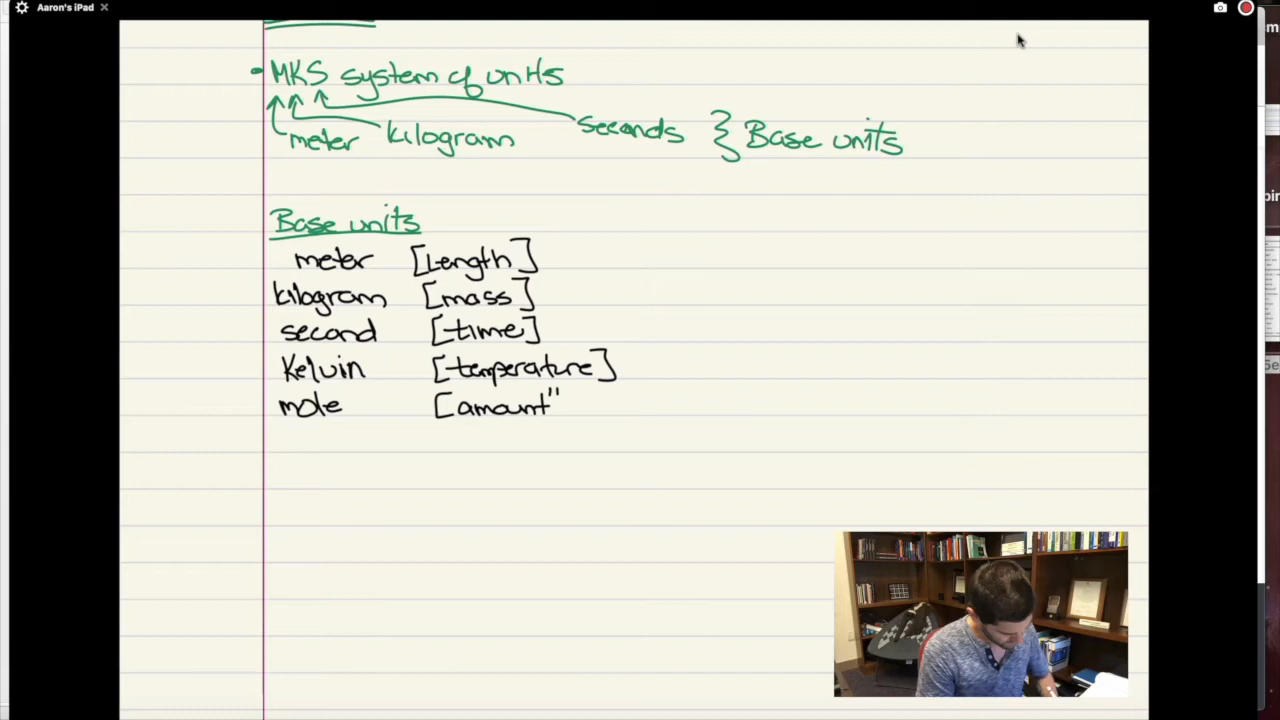 Aaron's iPad
• MKS system of units
meter kilogram seconds } Base units
Base units
meter [Length]
kilogram [mass]
second [time]
Kelvin [temperature]
mole [amount"